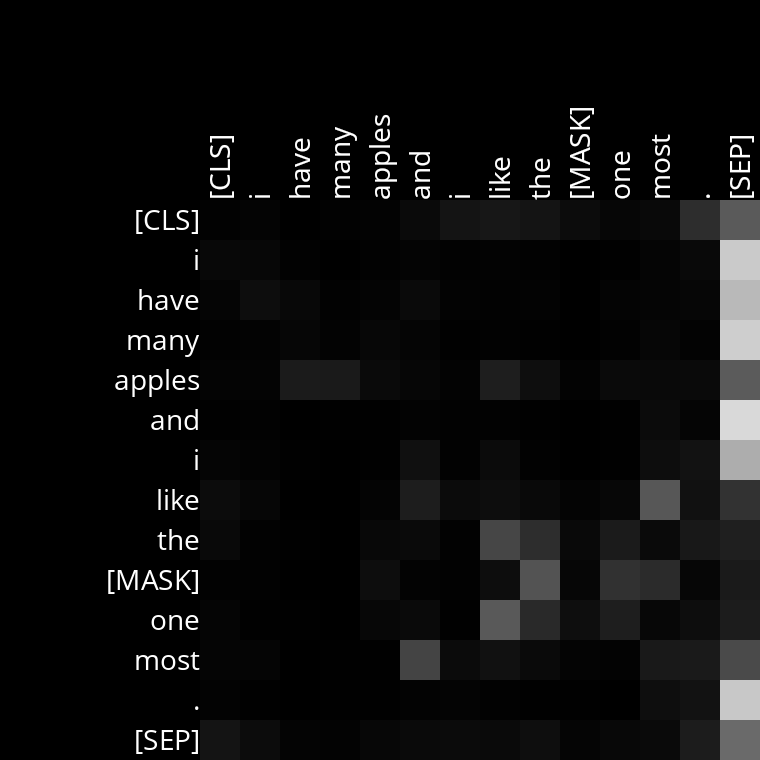 [CLS] i have many apples and i like the [MASK] one most . [SEP]
[CLS]
i
have
many
apples
and
i
like
the
[MASK]
one
most
.
[SEP]